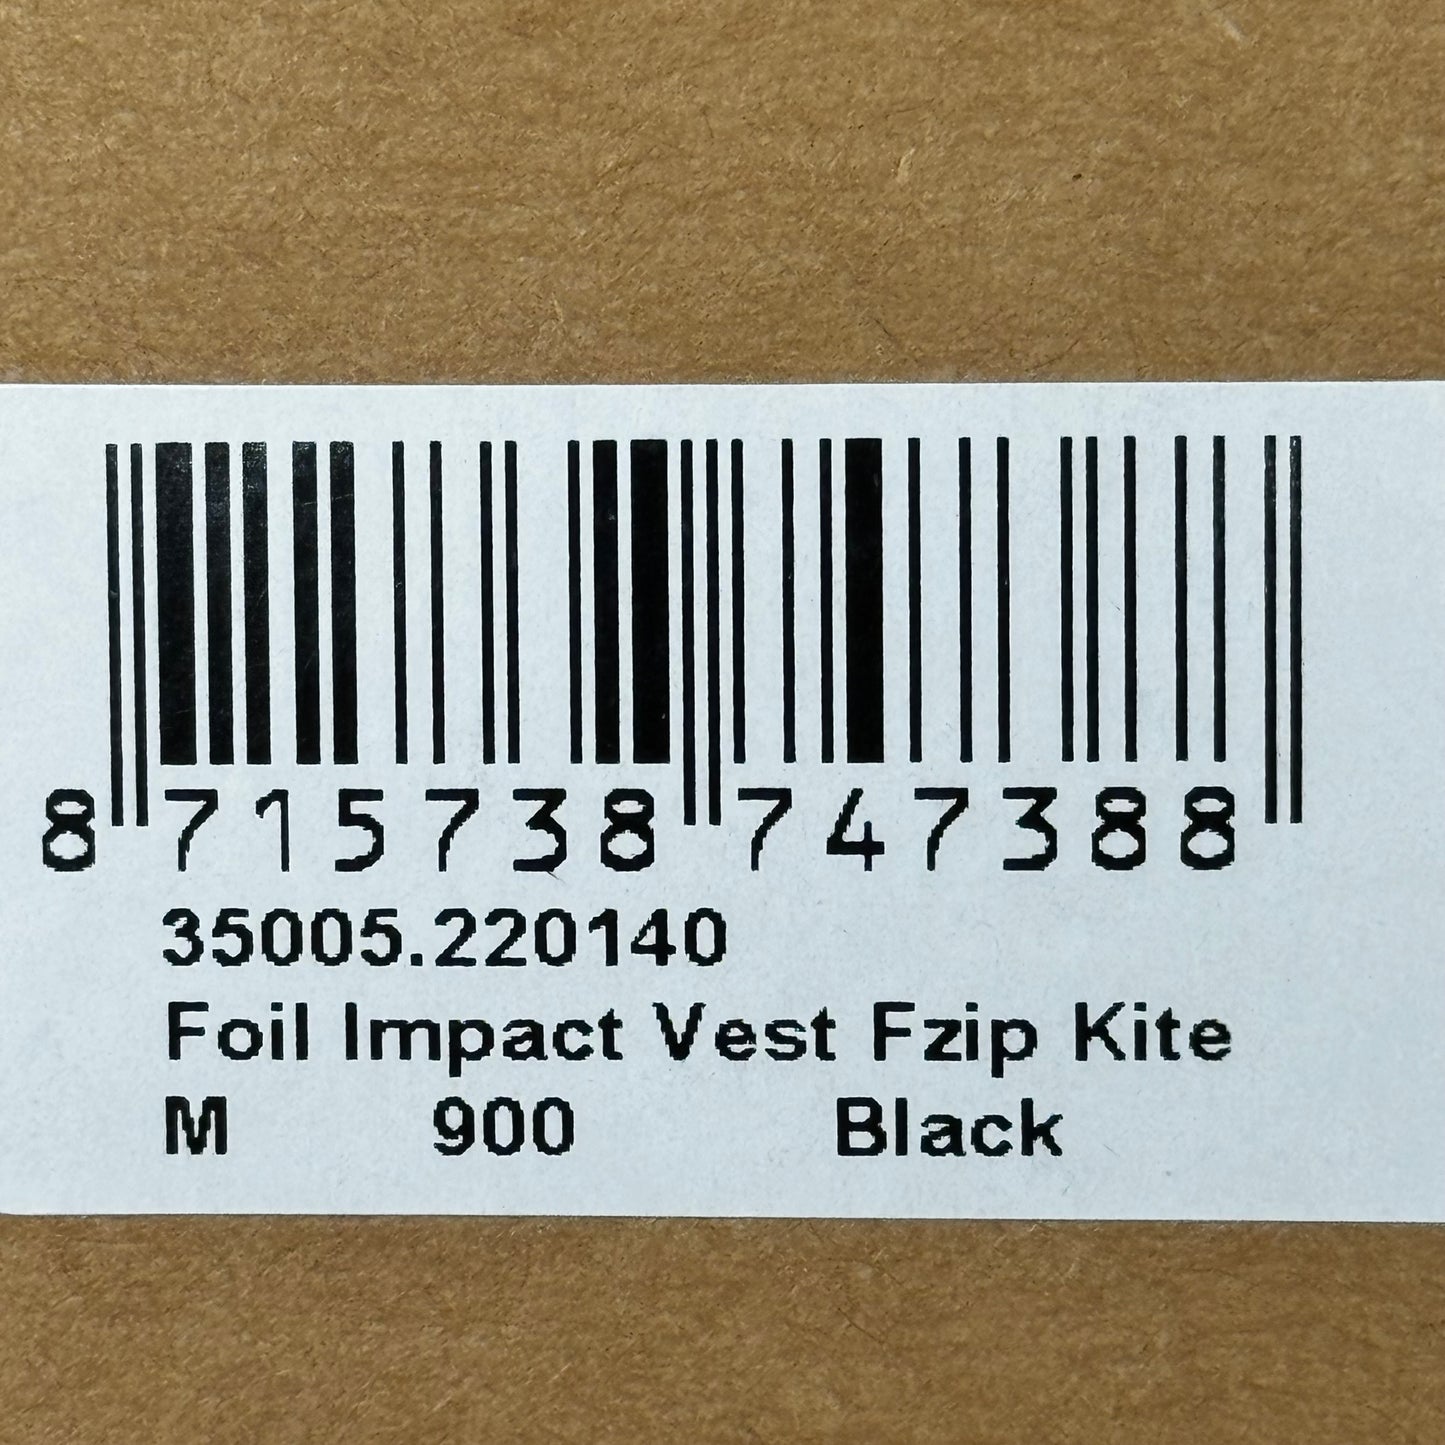 8 715738 747388
35005.220140
Foil Impact Vest Fzip Kite
M 900 Black